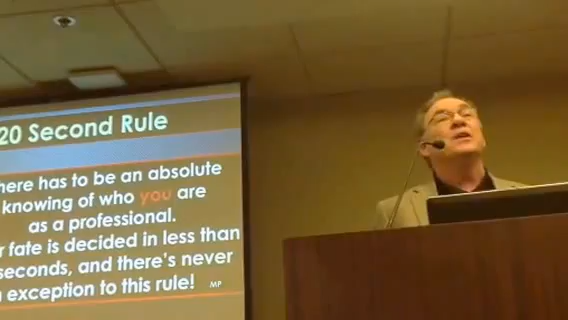 20 Second Rule
here has to be an absolute
knowing of who you are
as a professional.
r fate is decided in less than
seconds, and there's never
exception to this rule! MP